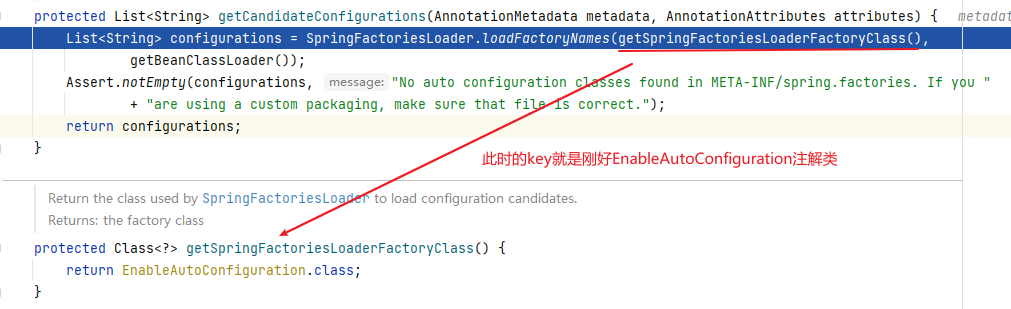 protected List<String> getCandidateConfigurations(AnnotationMetadata metadata, AnnotationAttributes attributes) {  metadat
List<String> configurations = SpringFactoriesLoader.loadFactoryNames(getSpringFactoriesLoaderFactoryClass(),
getBeanClassLoader());
Assert.notEmpty(configurations, message: "No auto configuration classes found in META-INF/spring.factories. If you "
+ "are using a custom packaging, make sure that file is correct.");
return configurations;
}
此时的key就是刚好EnableAutoConfiguration注解类
Return the class used by SpringFactoriesLoader to load configuration candidates.
Returns: the factory class
protected Class<?> getSpringFactoriesLoaderFactoryClass() {
return EnableAutoConfiguration.class;
}